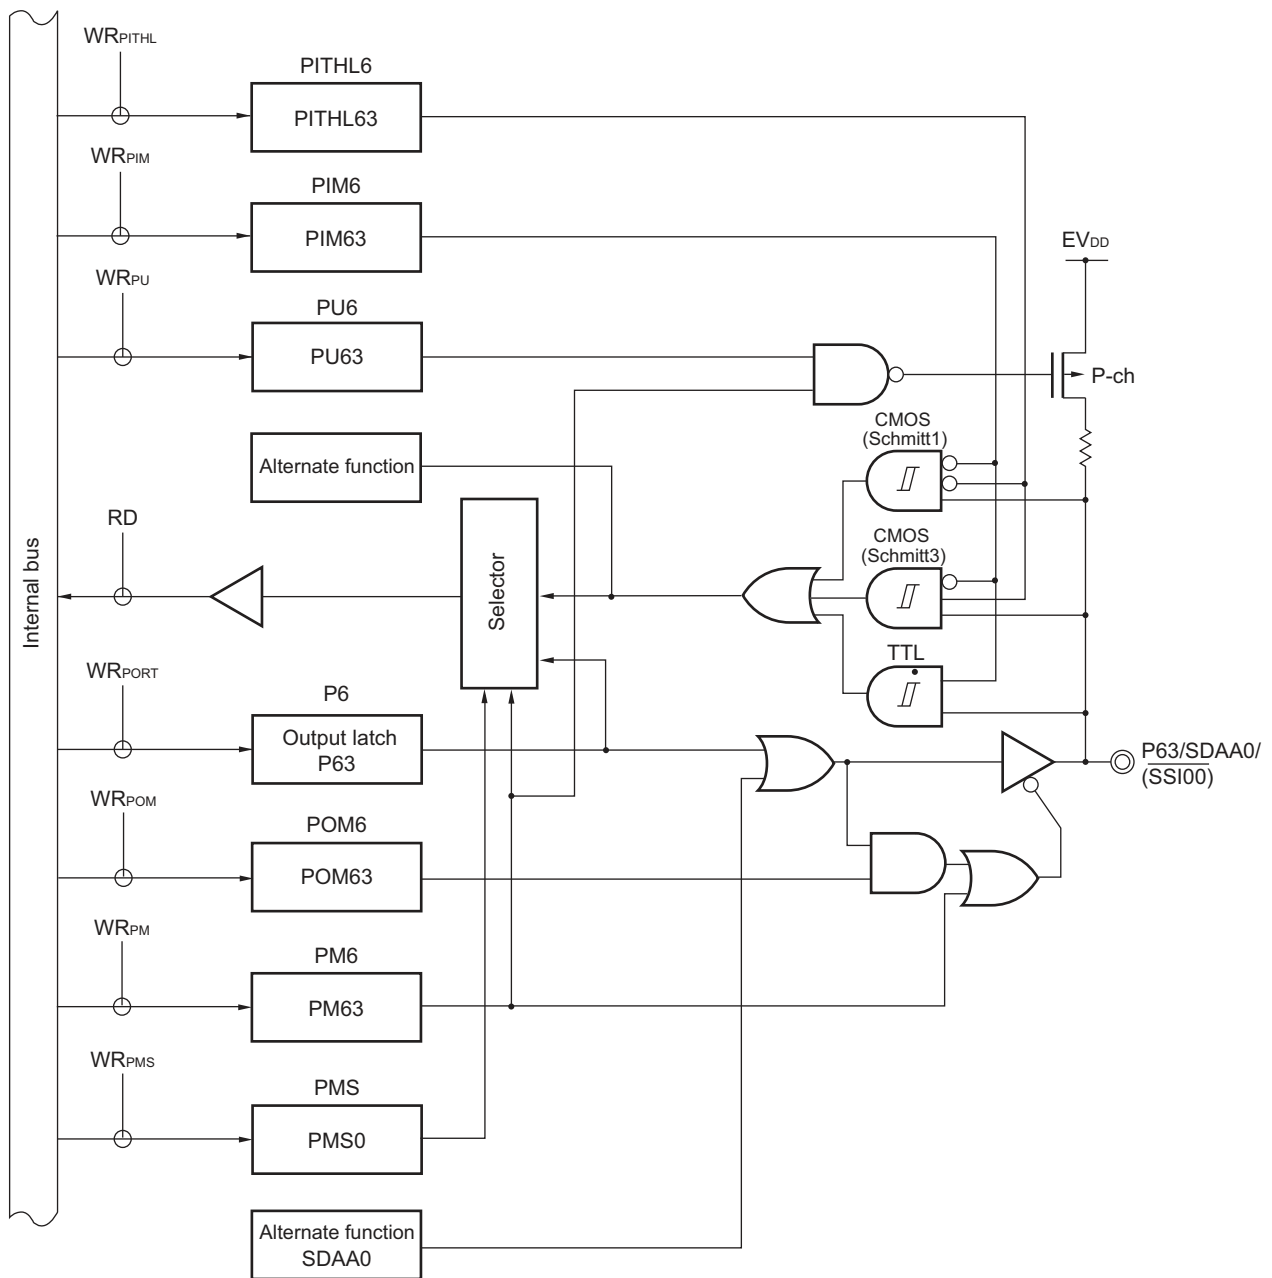 WRPITHL
PITHL6
PITHL63
WRPIM
PIM6
PIM63
EVDD
WRPU
PU6
PU63
P-ch
CMOS
(Schmitt1)
Alternate function
RD
Selector
CMOS
(Schmitt3)
Internal bus
TTL
WRPORT
P6
Output latch
P63
P63/SDAA0/
(SSI00)
WRPOM
POM6
POM63
WRPM
PM6
PM63
WRPMS
PMS
PMS0
Alternate function
SDAA0